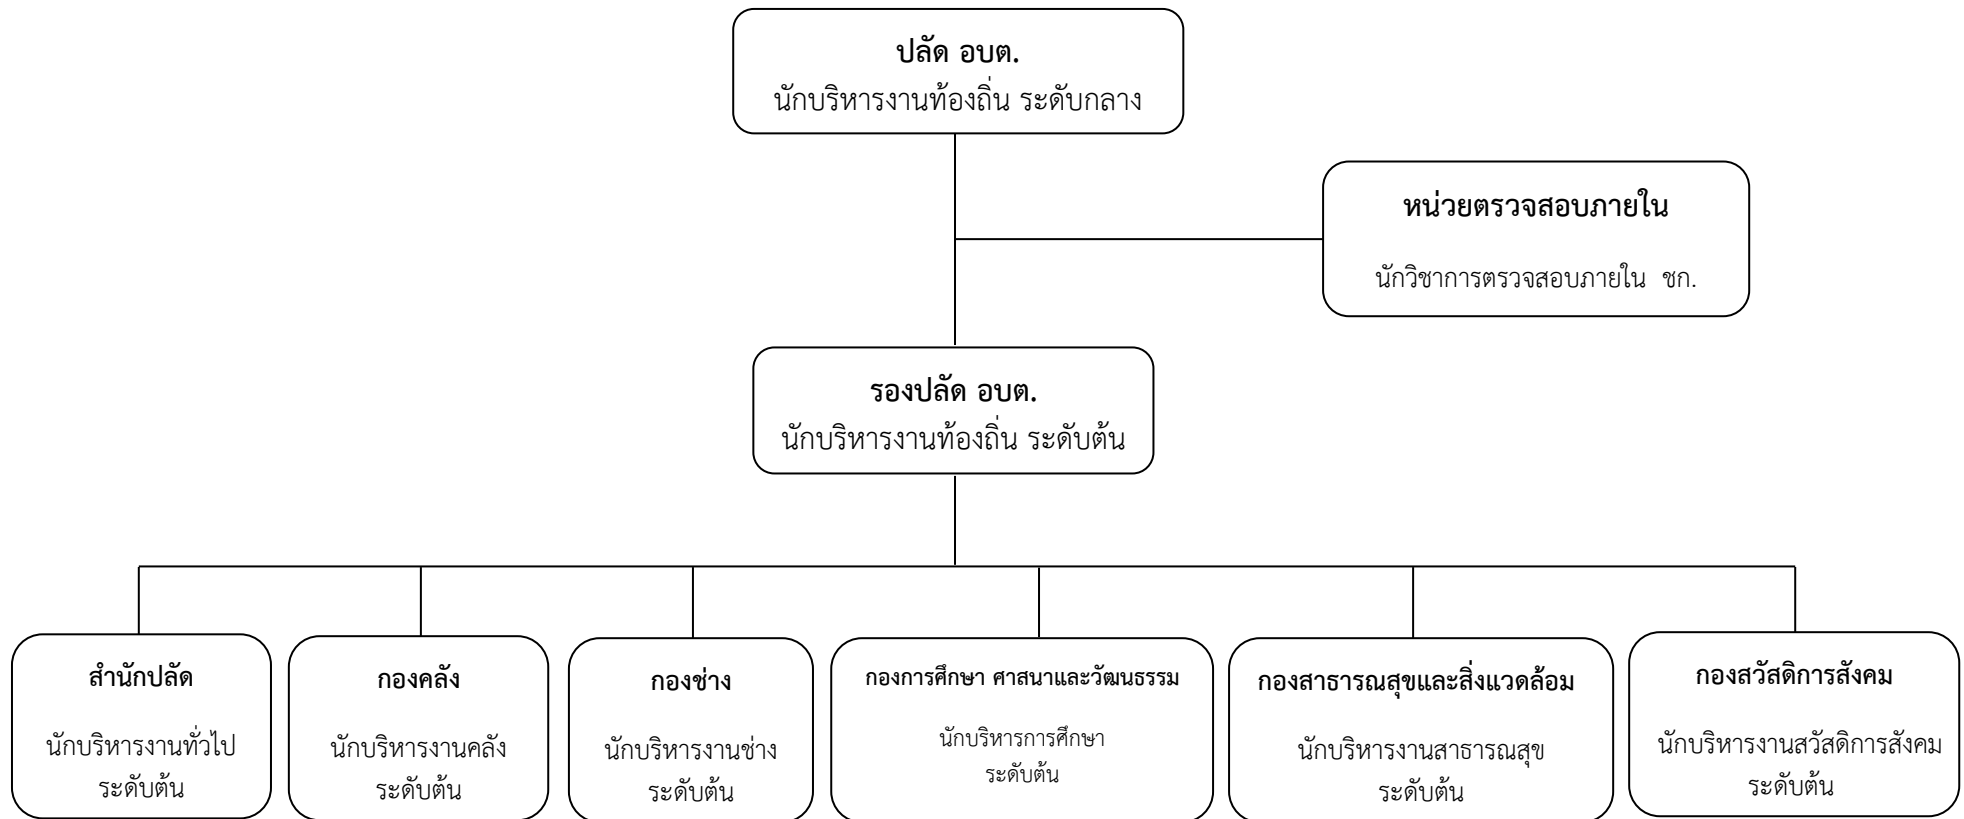 ปลัด อบต.
นักบริหารงานท้องถิ่น ระดับกลาง
หน่วยตรวจสอบภายใน
นักวิชาการตรวจสอบภายใน ชก.
รองปลัด อบต.
นักบริหารงานท้องถิ่น ระดับต้น
สำนักปลัด
นักบริหารงานทั่วไป
ระดับต้น
กองคลัง
นักบริหารงานคลัง
ระดับต้น
กองช่าง
นักบริหารงานช่าง
ระดับต้น
กองการศึกษา ศาสนาและวัฒนธรรม
นักบริหารการศึกษา
ระดับต้น
กองสาธารณสุขและสิ่งแวดล้อม
นักบริหารงานสาธารณสุข
ระดับต้น
กองสวัสดิการสังคม
นักบริหารงานสวัสดิการสังคม
ระดับต้น